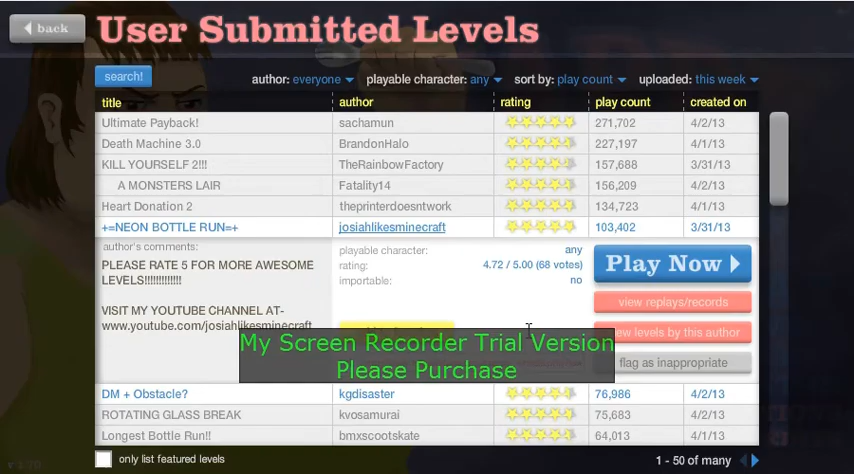 back
User Submitted Levels
search!
author: everyone playable character: any sort by: play count uploaded: this week
title author rating play count created on
Ultimate Payback! sachamun 271,702 4/2/13
Death Machine 3.0 BrandonHalo 227,197 4/1/13
KILL YOURSELF 2!!! TheRainbowFactory 157,688 3/31/13
A MONSTERS LAIR Fatality14 156,209 4/2/13
Heart Donation 2 theprinterdoesntwork 134,723 4/1/13
+=NEON BOTTLE RUN=+ josiahlikesminecraft 103,402 3/31/13
author's comments:
PLEASE RATE 5 FOR MORE AWESOME
LEVELS!!!!!!!!!!!!!
VISIT MY YOUTUBE CHANNEL AT-
www.youtube.com/josiahlikesminecraft
playable character: any
rating: 4.72 / 5.00 (68 votes)
importable: no
Play Now
view replays/records
levels by this author
flag as inappropriate
My Screen Recorder Trial Version
Please Purchase
DM + Obstacle? kgdisaster 76,986 4/2/13
ROTATING GLASS BREAK kvosamurai 75,683 4/2/13
Longest Bottle Run!! bmxscootskate 64,013 4/1/13
only list featured levels
1 - 50 of many